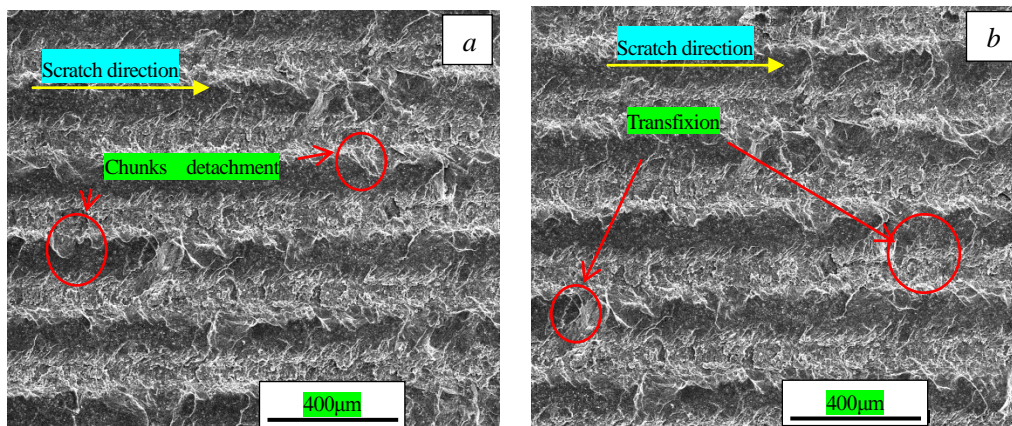 a
Scratch direction
Chunks detachment
400μm
b
Scratch direction
Transfixion
400μm